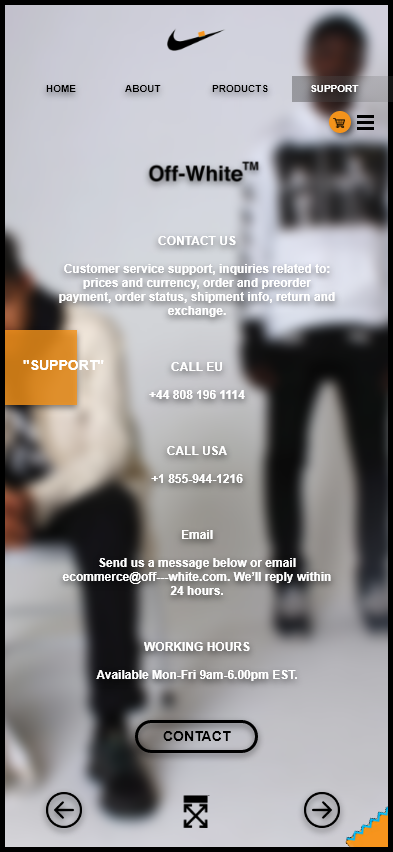 HOME ABOUT PRODUCTS SUPPORT
Off-White™
CONTACT US
Customer service support, inquiries related to:
prices and currency, order and preorder
payment, order status, shipment info, return and
exchange.
"SUPPORT"
CALL EU
+44 808 196 1114
CALL USA
+1 855-944-1216
Email
Send us a message below or email
ecommerce@off---white.com. We'll reply within
24 hours.
WORKING HOURS
Available Mon-Fri 9am-6.00pm EST.
CONTACT